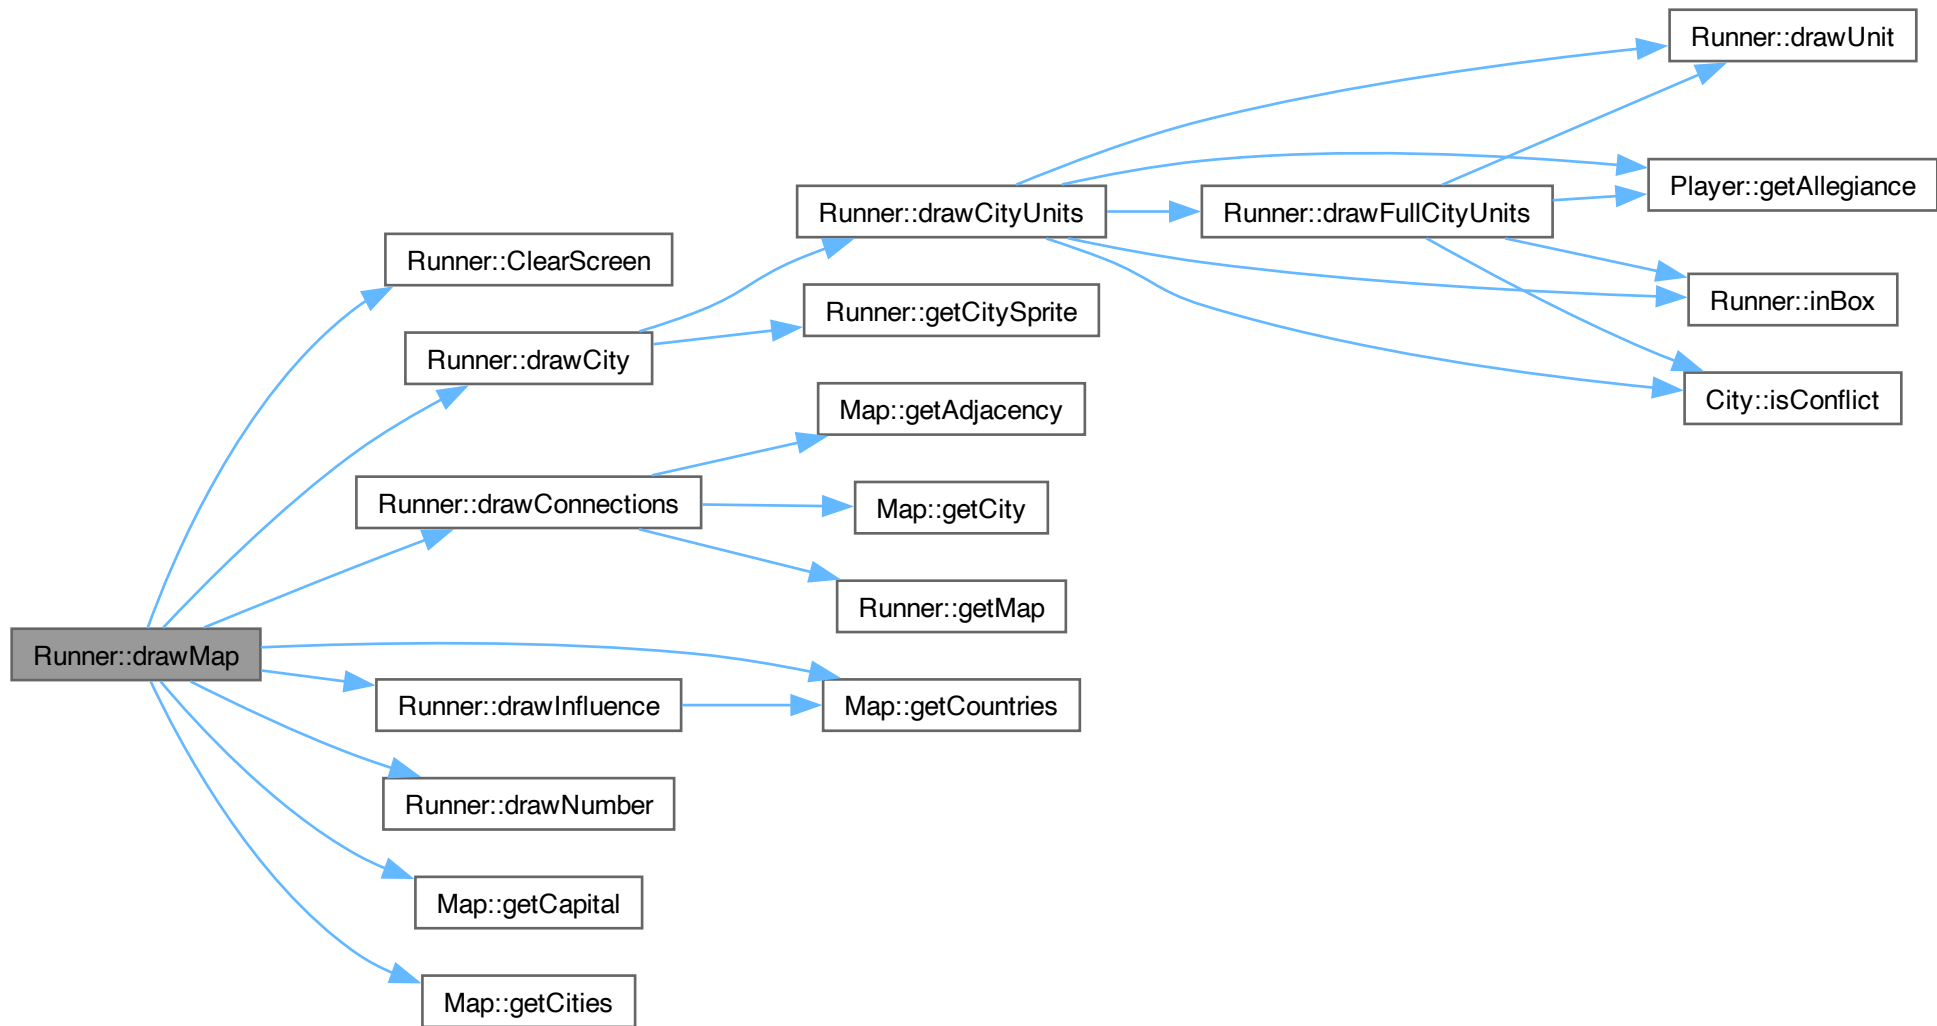 Runner::drawUnit
Player::getAllegiance
Runner::drawCityUnits
Runner::drawFullCityUnits
Runner::ClearScreen
Runner::inBox
Runner::getCitySprite
Runner::drawCity
City::isConflict
Map::getAdjacency
Runner::drawConnections
Map::getCity
Runner::getMap
Runner::drawMap
Runner::drawInfluence
Map::getCountries
Runner::drawNumber
Map::getCapital
Map::getCities